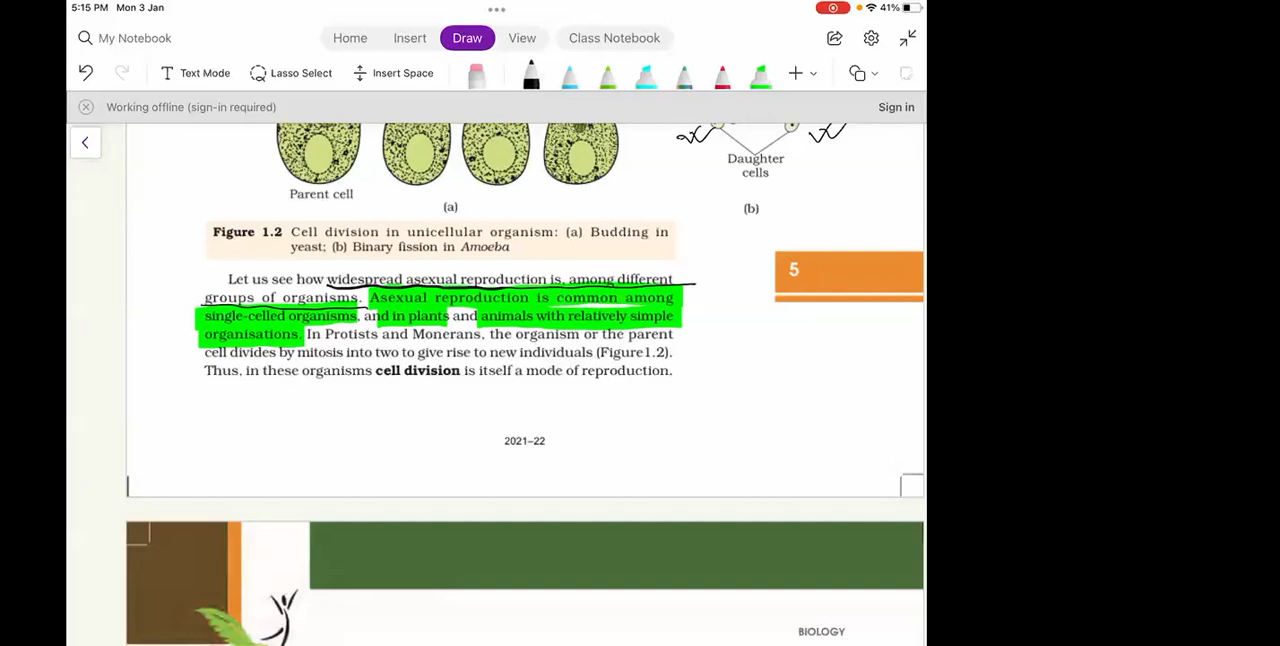 5:15 PM Mon 3 Jan
41%
My Notebook
Home Insert Draw View Class Notebook
Text Mode Lasso Select Insert Space
Working offline (sign-in required) Sign in
Parent cell
(a)
Daughter
cells
(b)
Figure 1.2 Cell division in unicellular organism: (a) Budding in
yeast; (b) Binary fission in Amoeba
5
Let us see how widespread asexual reproduction is, among different
groups of organisms. Asexual reproduction is common among
single-celled organisms, and in plants and animals with relatively simple
organisations. In Protists and Monerans, the organism or the parent
cell divides by mitosis into two to give rise to new individuals (Figure1.2).
Thus, in these organisms cell division is itself a mode of reproduction.
2021–22
BIOLOGY